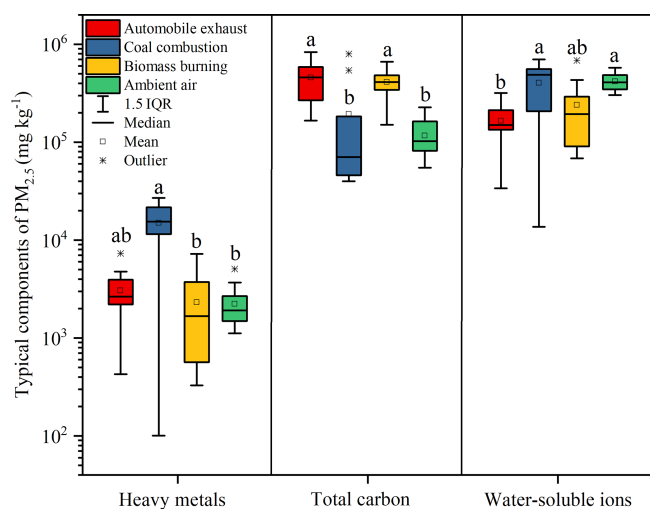 Typical components of PM2.5 (mg kg-1)
10^6
10^5
10^4
10^3
10^2
Automobile exhaust
Coal combustion
Biomass burning
Ambient air
1.5 IQR
Median
Mean
Outlier
ab
a
b
b
a
b
a
b
b
a
ab
a
Heavy metals
Total carbon
Water-soluble ions